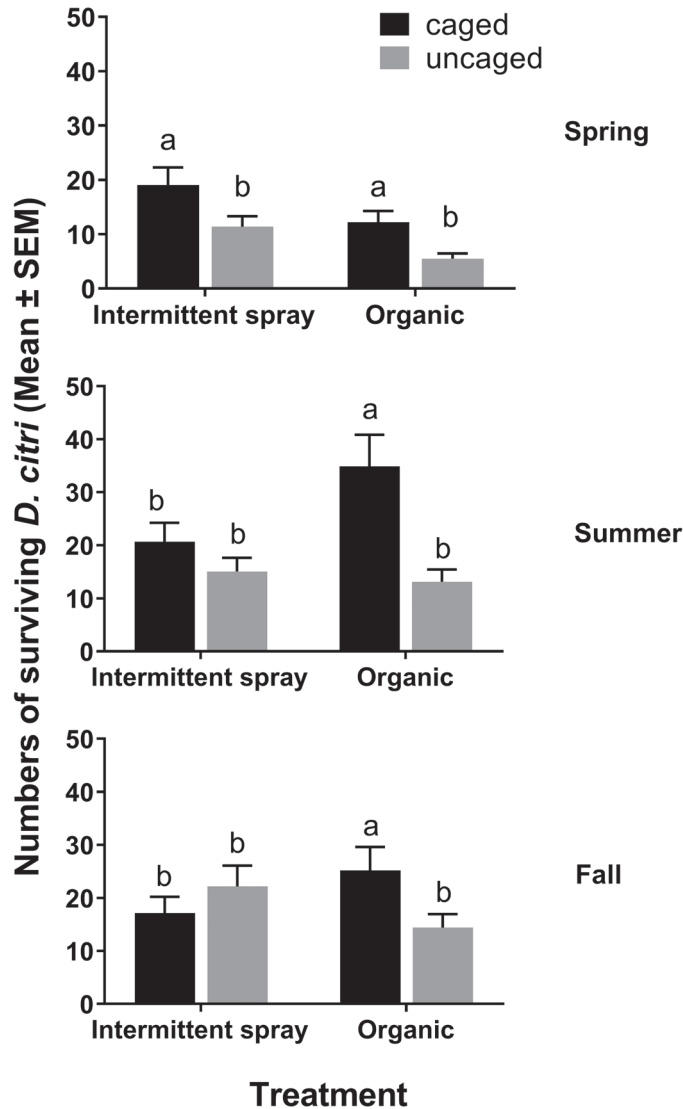 Numbers of surviving D. citri (Mean ± SEM)
caged
uncaged
Spring
50
40
30
20
10
0
a
b
a
b
Intermittent spray
Organic
Summer
50
40
30
20
10
0
b
b
a
b
Intermittent spray
Organic
Fall
50
40
30
20
10
0
b
b
a
b
Intermittent spray
Organic
Treatment